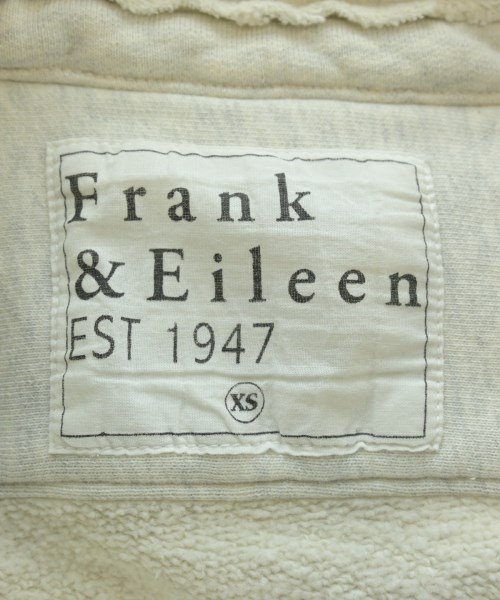 Frank
& Eileen
EST 1947
XS